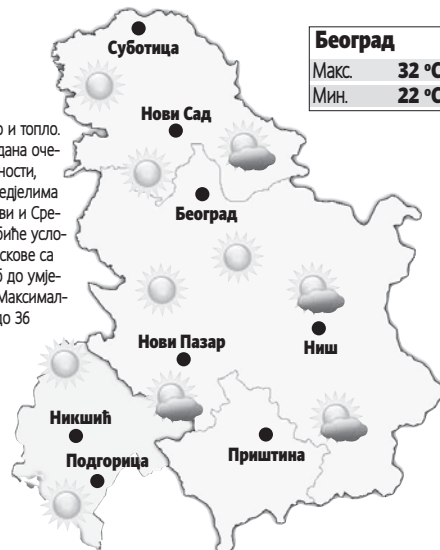 Суботица
Нови Сад
Београд
Нови Пазар
Ниш
Никшић
Подгорица
Приштина
Београд
Макс. 32 °C
Мин. 22 °C
о и топло.
дана оче-
ности,
едјелима
ви и Сре-
биће усло-
скове са
б до умје-
Максимал-
до 36